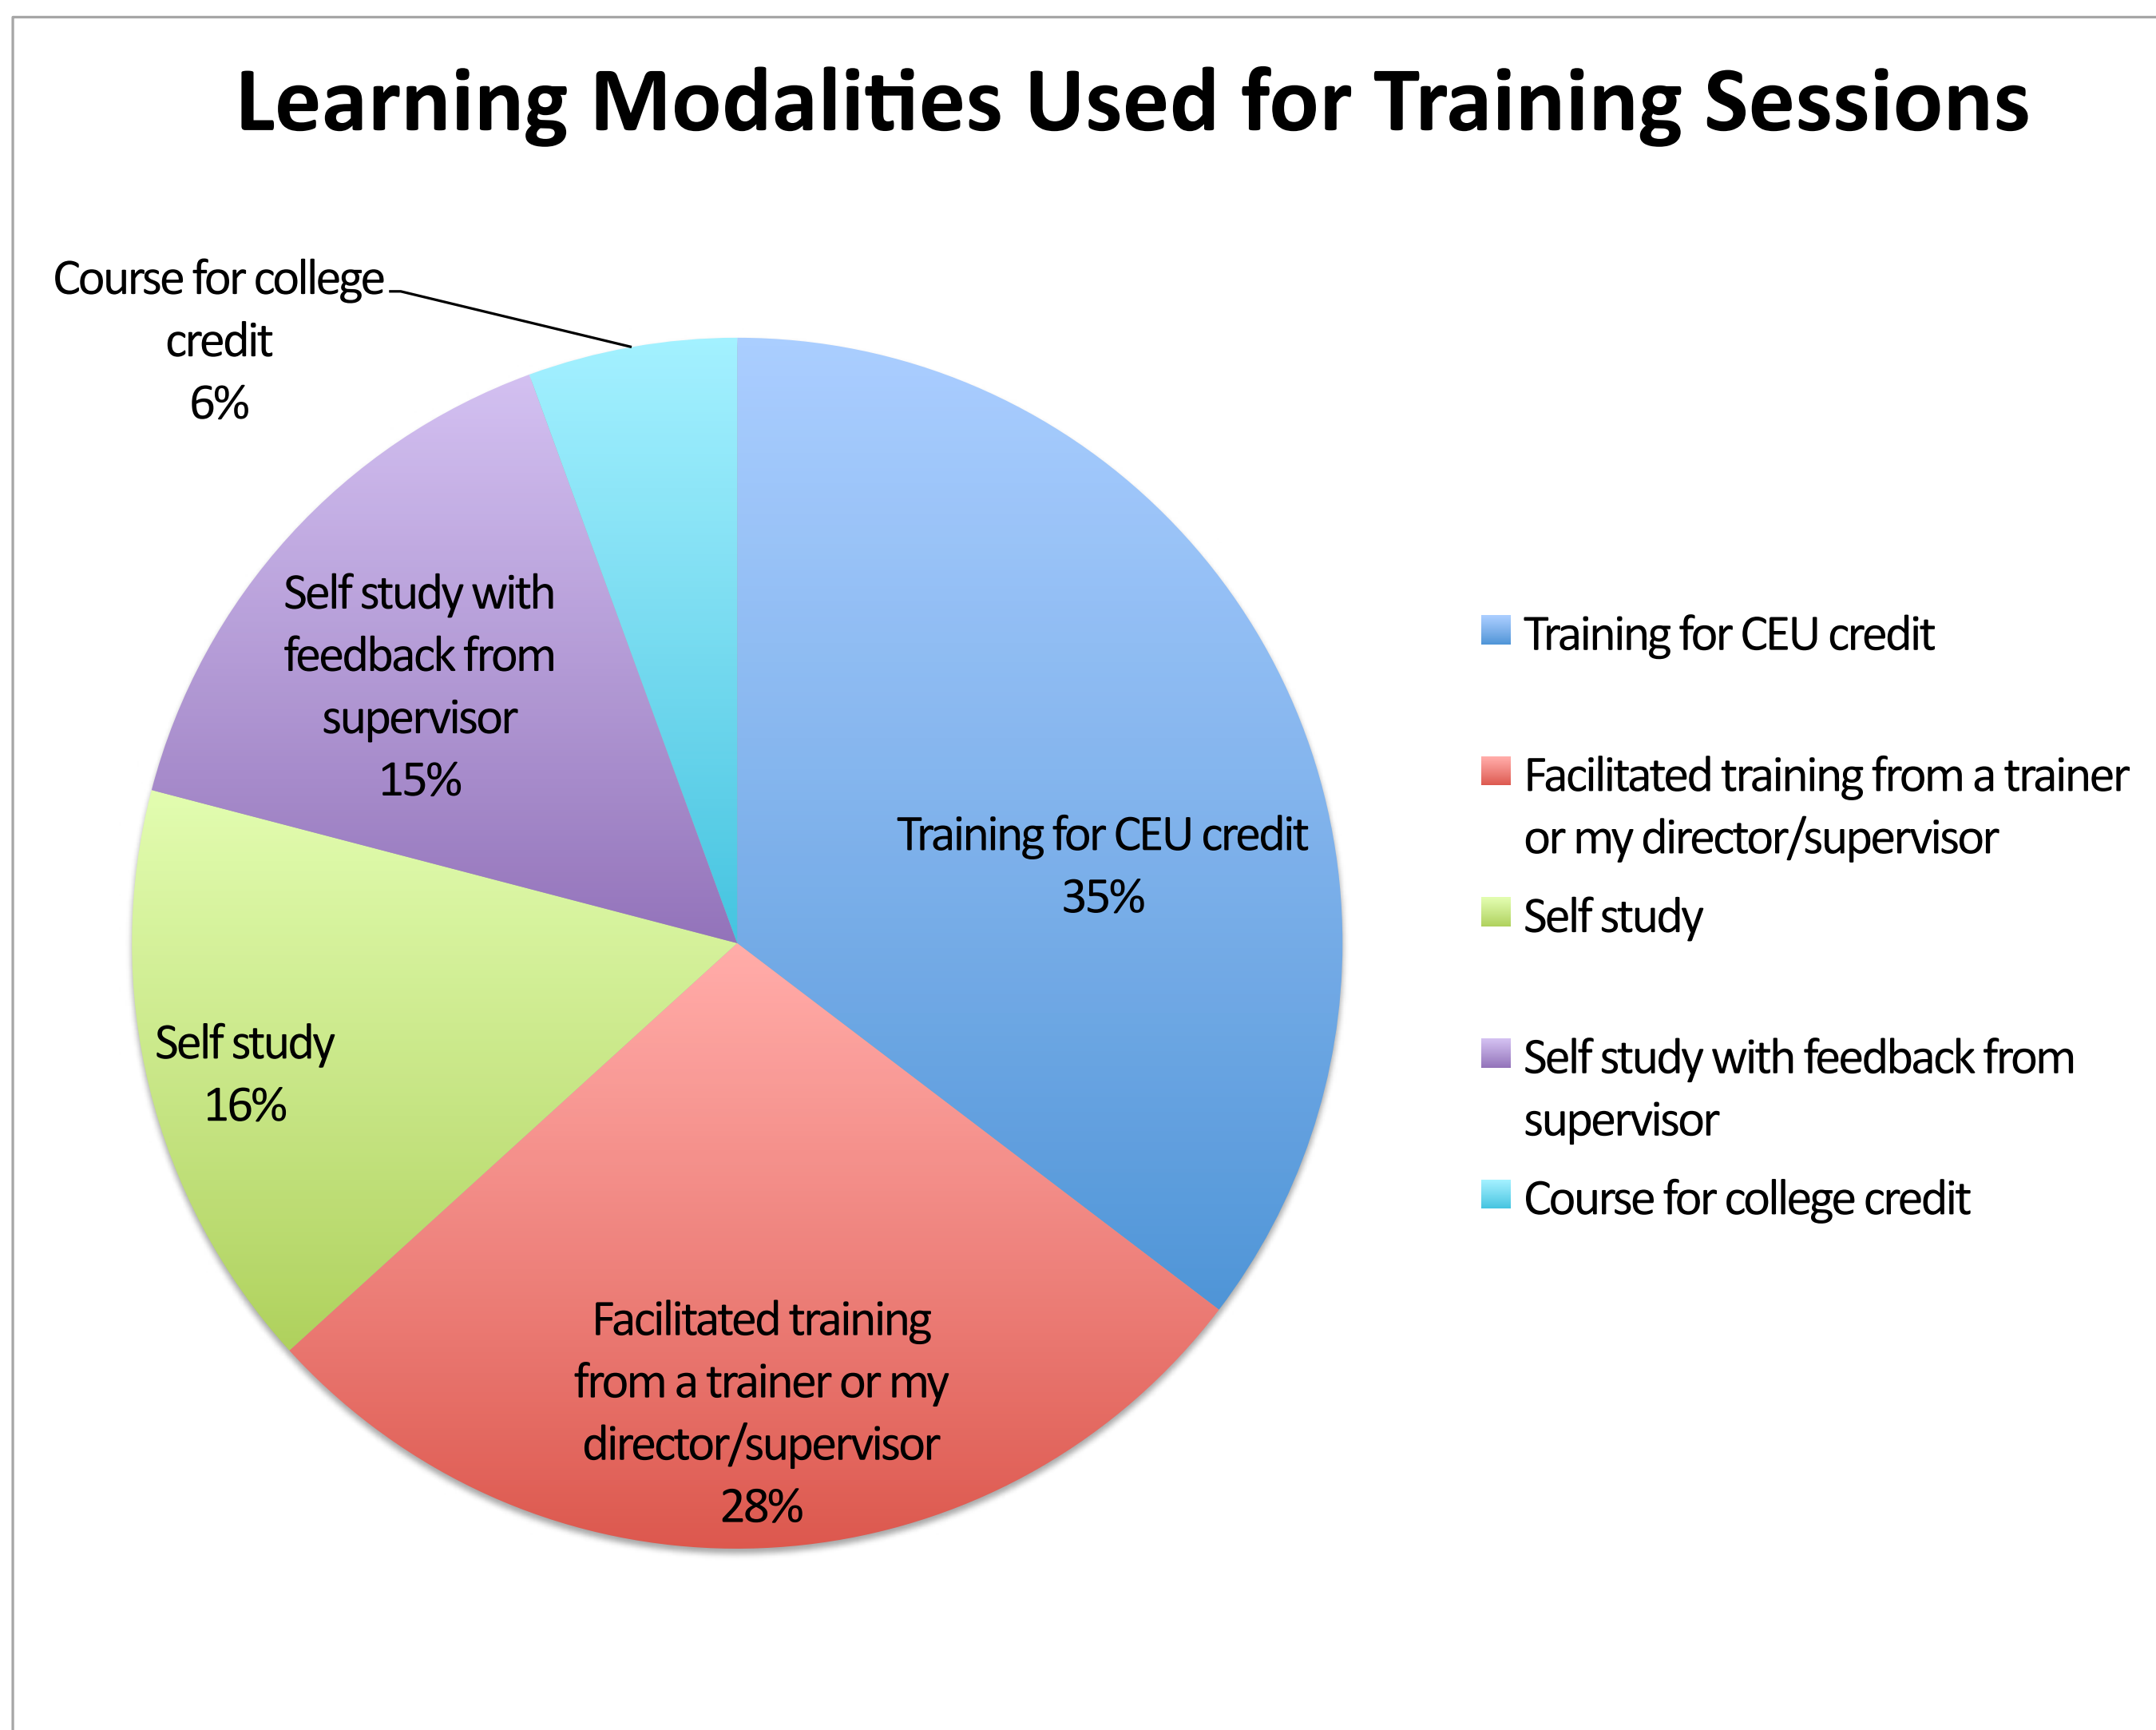 Learning Modalities Used for Training Sessions
Course for college
credit
6%
Self study with
feedback from
supervisor
15%
Training for CEU credit
35%
Self study
16%
Facilitated training
from a trainer or my
director/supervisor
28%
Training for CEU credit
Facilitated training from a trainer
or my director/supervisor
Self study
Self study with feedback from
supervisor
Course for college credit